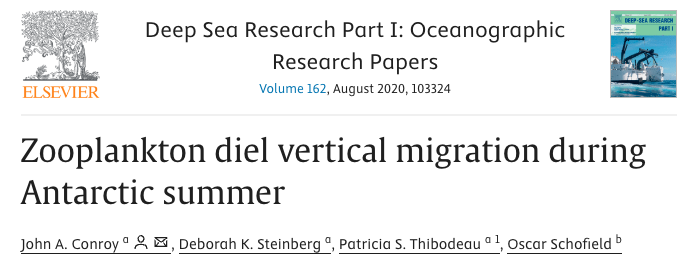 Deep Sea Research Part I: Oceanographic
Research Papers
ELSEVIER
Volume 162, August 2020, 103324
DEEP-SEA RESEARCH
PART I
Zooplankton diel vertical migration during
Antarctic summer
John A. Conroy a, Deborah K. Steinberg a, Patricia S. Thibodeau a 1, Oscar Schofield b